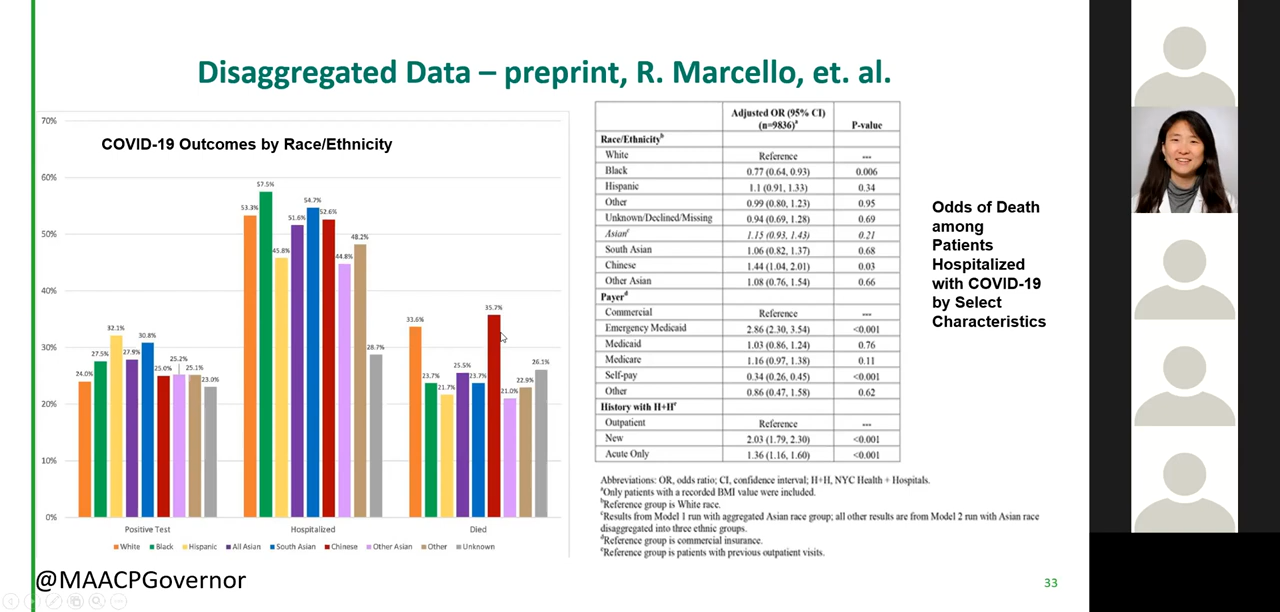 Disaggregated Data – preprint, R. Marcello, et. al.
COVID-19 Outcomes by Race/Ethnicity
70%
60%
50%
40%
30%
20%
10%
0%
24.0%
27.5%
32.1%
27.9%
30.8%
25.0%
25.2%
25.1%
23.0%
53.3%
57.5%
45.8%
51.6%
54.7%
52.6%
44.8%
48.2%
28.7%
33.6%
23.7%
21.7%
25.5%
23.7%
35.7%
21.0%
22.9%
26.1%
Positive Test
Hospitalized
Died
White Black Hispanic All Asian South Asian Chinese Other Asian Other Unknown
Adjusted OR (95% CI)
(n=9836)a
P-value
Race/Ethnicityb
White Reference ---
Black 0.77 (0.64, 0.93) 0.006
Hispanic 1.1 (0.91, 1.33) 0.34
Other 0.99 (0.80, 1.23) 0.95
Unknown/Declined/Missing 0.94 (0.69, 1.28) 0.69
Asianc 1.15 (0.93, 1.43) 0.21
South Asian 1.06 (0.82, 1.37) 0.68
Chinese 1.44 (1.04, 2.01) 0.03
Other Asian 1.08 (0.76, 1.54) 0.66
Payerd
Commercial Reference ---
Emergency Medicaid 2.86 (2.30, 3.54) <0.001
Medicaid 1.03 (0.86, 1.24) 0.76
Medicare 1.16 (0.97, 1.38) 0.11
Self-pay 0.34 (0.26, 0.45) <0.001
Other 0.86 (0.47, 1.58) 0.62
History with H+He
Outpatient Reference ---
New 2.03 (1.79, 2.30) <0.001
Acute Only 1.36 (1.16, 1.60) <0.001
Abbreviations: OR, odds ratio; CI, confidence interval; H+H, NYC Health + Hospitals.
aOnly patients with a recorded BMI value were included.
bReference group is White race.
cResults from Model 1 run with aggregated Asian race group; all other results are from Model 2 run with Asian race
disaggregated into three ethnic groups.
dReference group is commercial insurance.
eReference group is patients with previous outpatient visits.
Odds of Death
among
Patients
Hospitalized
with COVID-19
by Select
Characteristics
@MAACPGovernor
33